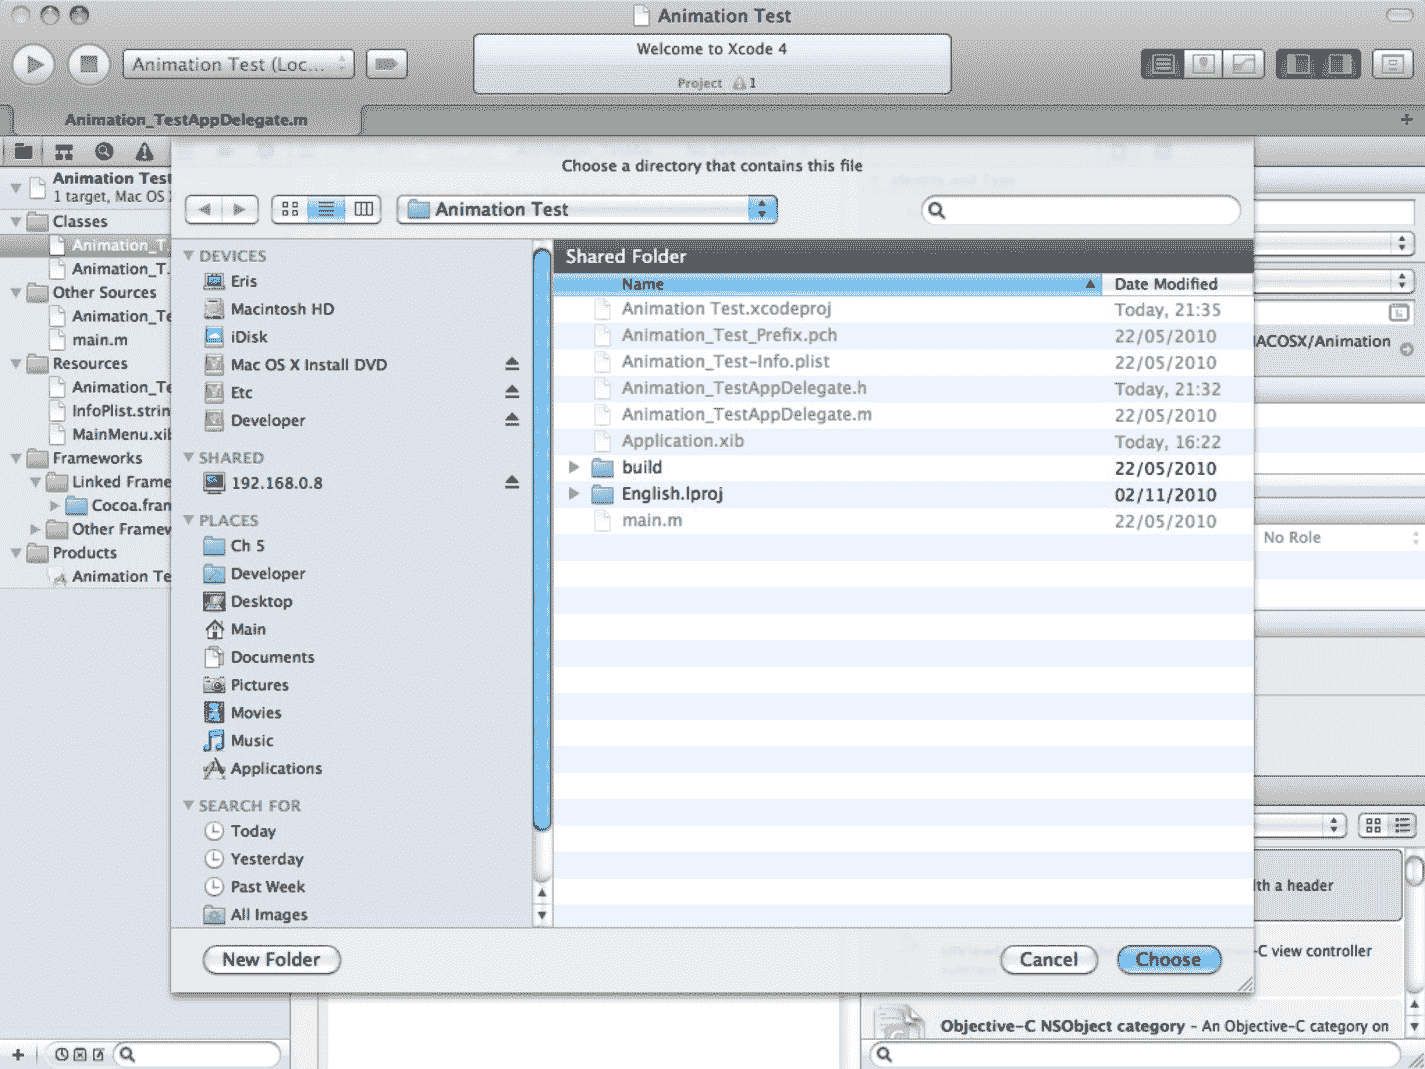 Animation Test
Animation Test (Loc...
Welcome to Xcode 4
Project 1
Animation_TestAppDelegate.m
Animation Test
1 target, Mac OS
Classes
Animation_T.
Animation_T.
Other Sources
Animation_Te
main.m
Resources
Animation_Te
InfoPlist.strin
MainMenu.xib
Frameworks
Linked Frame
Cocoa.fran
Other Framew
Products
Animation Te
Choose a directory that contains this file
Animation Test
DEVICES
Eris
Macintosh HD
iDisk
Mac OS X Install DVD
Etc
Developer
SHARED
192.168.0.8
PLACES
Ch 5
Developer
Desktop
Main
Documents
Pictures
Movies
Music
Applications
SEARCH FOR
Today
Yesterday
Past Week
All Images
Shared Folder
Name Date Modified
Animation Test.xcodeproj Today, 21:35
Animation_Test_Prefix.pch 22/05/2010
Animation_Test-Info.plist 22/05/2010
Animation_TestAppDelegate.h Today, 21:32
Animation_TestAppDelegate.m 22/05/2010
Application.xib Today, 16:22
build 22/05/2010
English.lproj 02/11/2010
main.m 22/05/2010
New Folder
Cancel
Choose
Identity and Type
ACOSX/Animation
No Role
ith a header
-C view controller
Objective-C NSObject category - An Objective-C category on